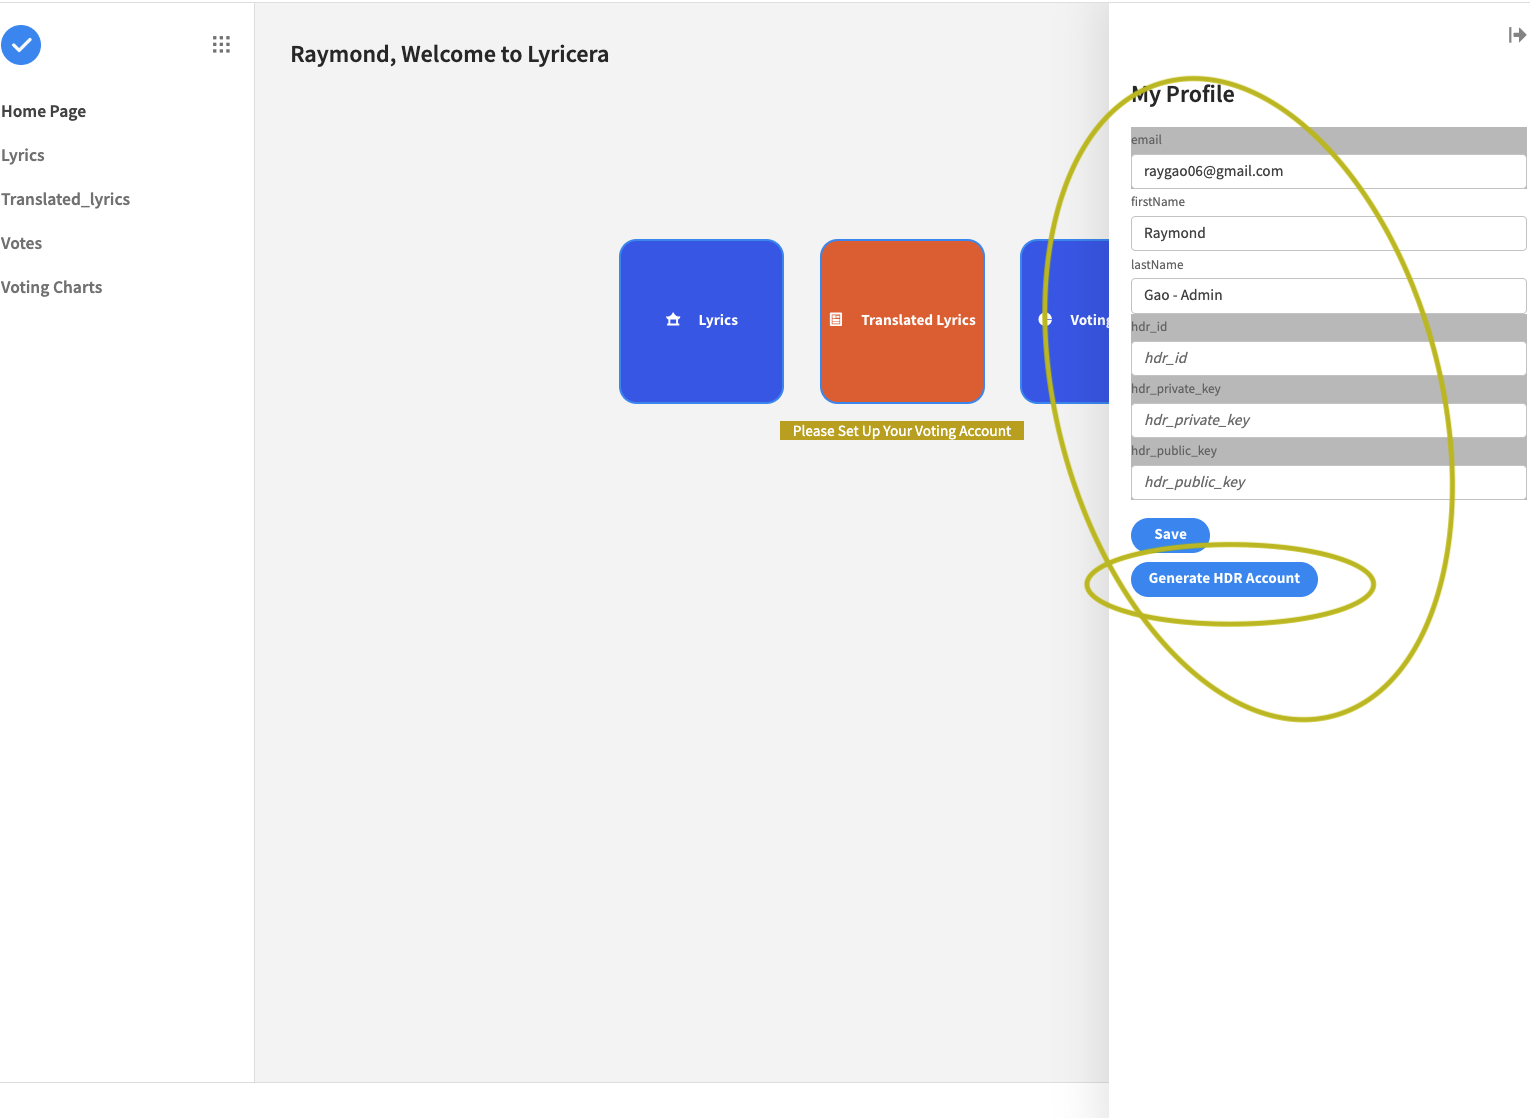 Raymond, Welcome to Lyricera
Home Page
Lyrics
Translated_lyrics
Votes
Voting Charts
Lyrics
Translated Lyrics
Voting
Please Set Up Your Voting Account
My Profile
email
raygao06@gmail.com
firstName
Raymond
lastName
Gao - Admin
hdr_id
hdr_id
hdr_private_key
hdr_private_key
hdr_public_key
hdr_public_key
Save
Generate HDR Account